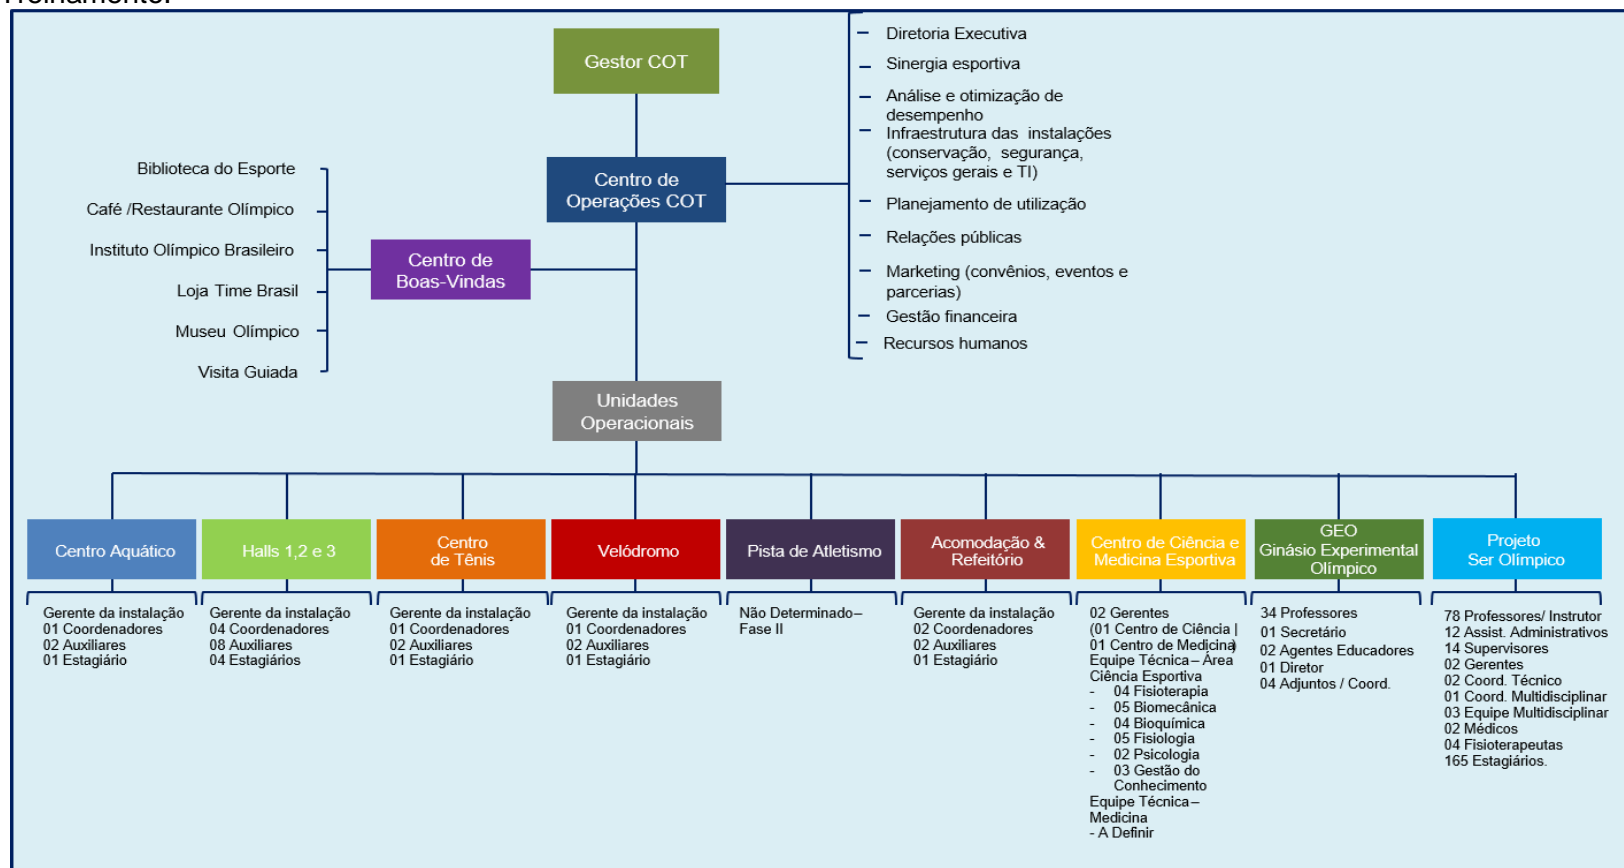 Treinamento.
Gestor COT
Centro de
Operações COT
Diretoria Executiva
Sinergia esportiva
Análise e otimização de
desempenho
Infraestrutura das instalações
(conservação, segurança,
serviços gerais e TI)
Planejamento de utilização
Relações públicas
Marketing (convênios, eventos e
parcerias)
Gestão financeira
Recursos humanos
Biblioteca do Esporte
Café /Restaurante Olímpico
Instituto Olímpico Brasileiro
Loja Time Brasil
Museu Olímpico
Visita Guiada
Centro de
Boas-Vindas
Unidades
Operacionais
Centro Aquático
Gerente da instalação
01 Coordenadores
02 Auxiliares
01 Estagiário
Halls 1,2 e 3
Gerente da instalação
04 Coordenadores
08 Auxiliares
04 Estagiários
Centro
de Tênis
Gerente da instalação
01 Coordenadores
02 Auxiliares
01 Estagiário
Velódromo
Gerente da instalação
01 Coordenadores
02 Auxiliares
01 Estagiário
Pista de Atletismo
Não Determinado–
Fase II
Acomodação &
Refeitório
Gerente da instalação
02 Coordenadores
02 Auxiliares
01 Estagiário
Centro de Ciência e
Medicina Esportiva
02 Gerentes
(01 Centro de Ciência |
01 Centro de Medicina)
Equipe Técnica – Área
Ciência Esportiva
- 04 Fisioterapia
- 05 Biomecânica
- 04 Bioquímica
- 05 Fisiologia
- 02 Psicologia
- 03 Gestão do
Conhecimento
Equipe Técnica –
Medicina
- A Definir
GEO
Ginásio Experimental
Olímpico
34 Professores
01 Secretário
02 Agentes Educadores
01 Diretor
04 Adjuntos / Coord.
Projeto
Ser Olímpico
78 Professores/ Instrutor
12 Assist. Administrativos
14 Supervisores
02 Gerentes
02 Coord. Técnico
01 Coord. Multidisciplinar
03 Equipe Multidisciplinar
02 Médicos
04 Fisioterapeutas
165 Estagiários.